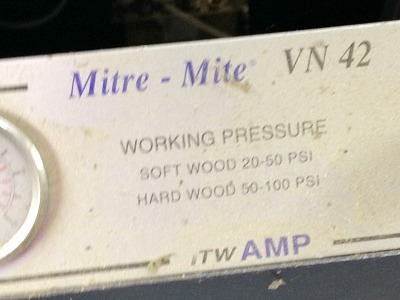 Mitre - Mite® VN 42
WORKING PRESSURE
SOFT WOOD 20-50 PSI
HARD WOOD 50-100 PSI
ITW AMP